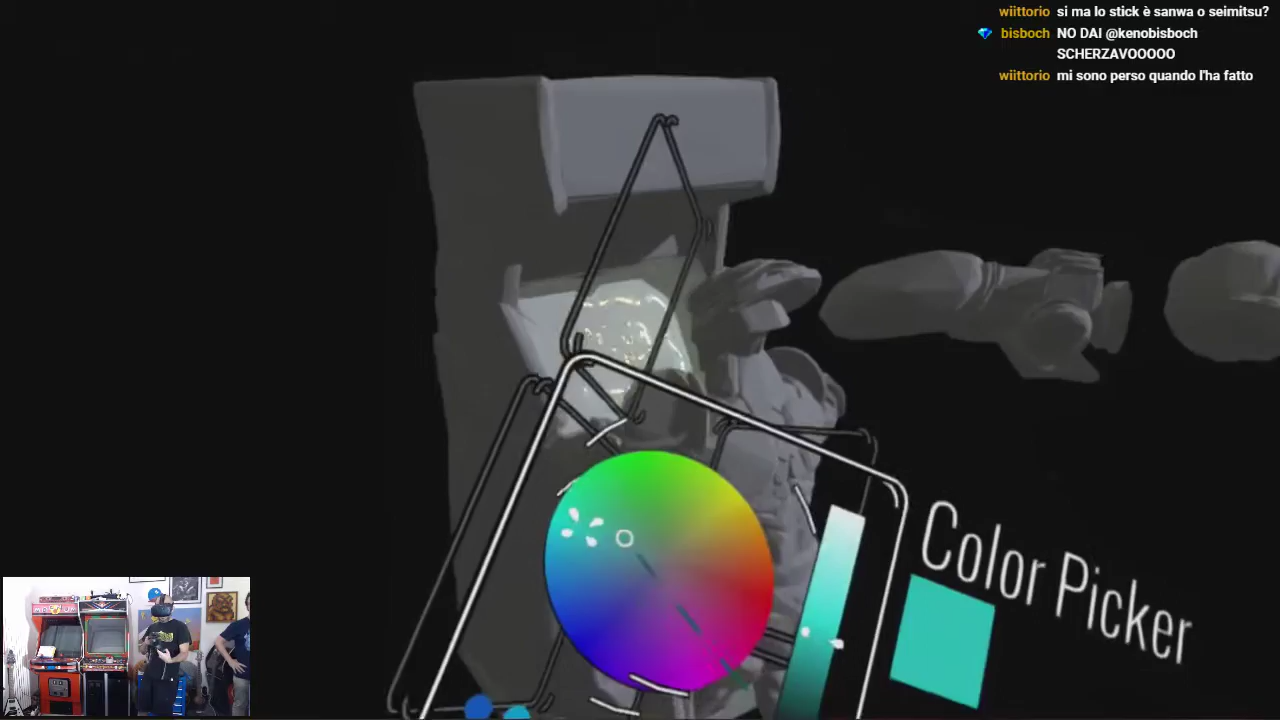 wiittorio si ma lo stick è sanwa o seimitsu?
bisboch NO DAI @kenobisboch
SCHERZAVOOOOO
wiittorio mi sono perso quando l'ha fatto
Color Picker